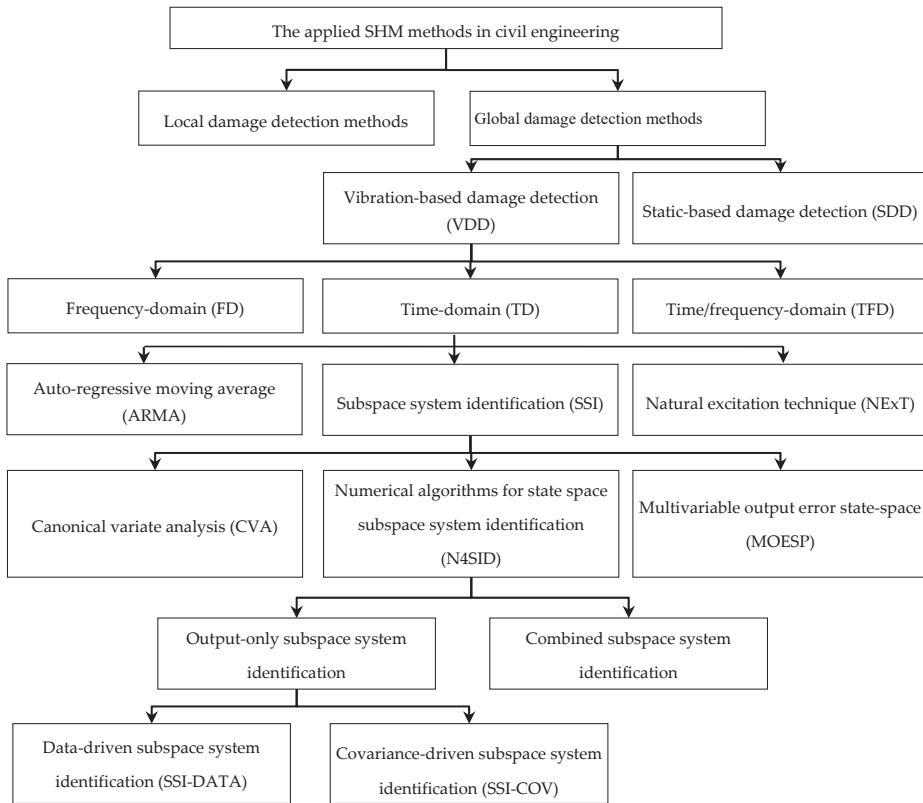 The applied SHM methods in civil engineering
Local damage detection methods
Global damage detection methods
Vibration-based damage detection
(VDD)
Static-based damage detection (SDD)
Frequency-domain (FD)
Time-domain (TD)
Time/frequency-domain (TFD)
Auto-regressive moving average
(ARMA)
Subspace system identification (SSI)
Natural excitation technique (NExT)
Canonical variate analysis (CVA)
Numerical algorithms for state space
subspace system identification
(N4SID)
Multivariable output error state-space
(MOESP)
Output-only subspace system
identification
Combined subspace system
identification
Data-driven subspace system
identification (SSI-DATA)
Covariance-driven subspace system
identification (SSI-COV)